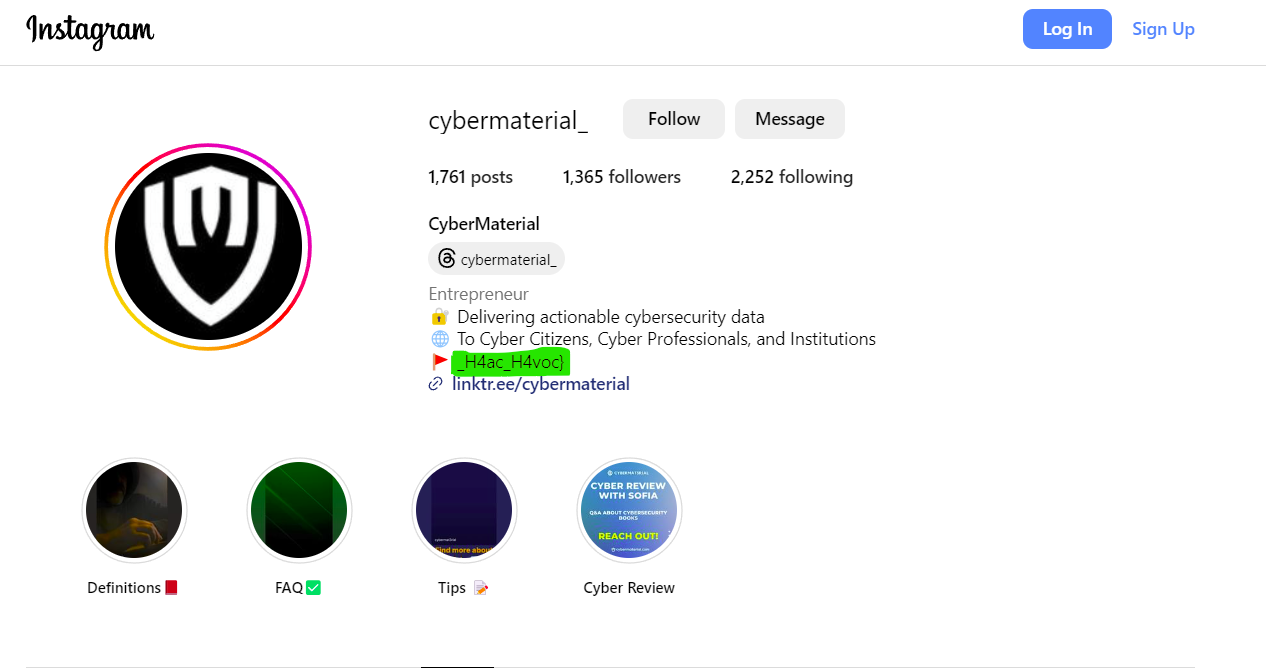 Instagram
Log In
Sign Up
cybermaterial_
Follow
Message
1,761 posts
1,365 followers
2,252 following
CyberMaterial
cybermaterial_
Entrepreneur
🔐 Delivering actionable cybersecurity data
🌐 To Cyber Citizens, Cyber Professionals, and Institutions
🚩 _H4ac_H4voc}
linktr.ee/cybermaterial
CYBERMATERIAL
CYBER REVIEW
WITH SOFIA
Q&A ABOUT CYBERSECURITY
BOOKS
REACH OUT!
cybermaterial.com
cybermaterial
Find more about
Definitions📕
FAQ✅
Tips 📝
Cyber Review